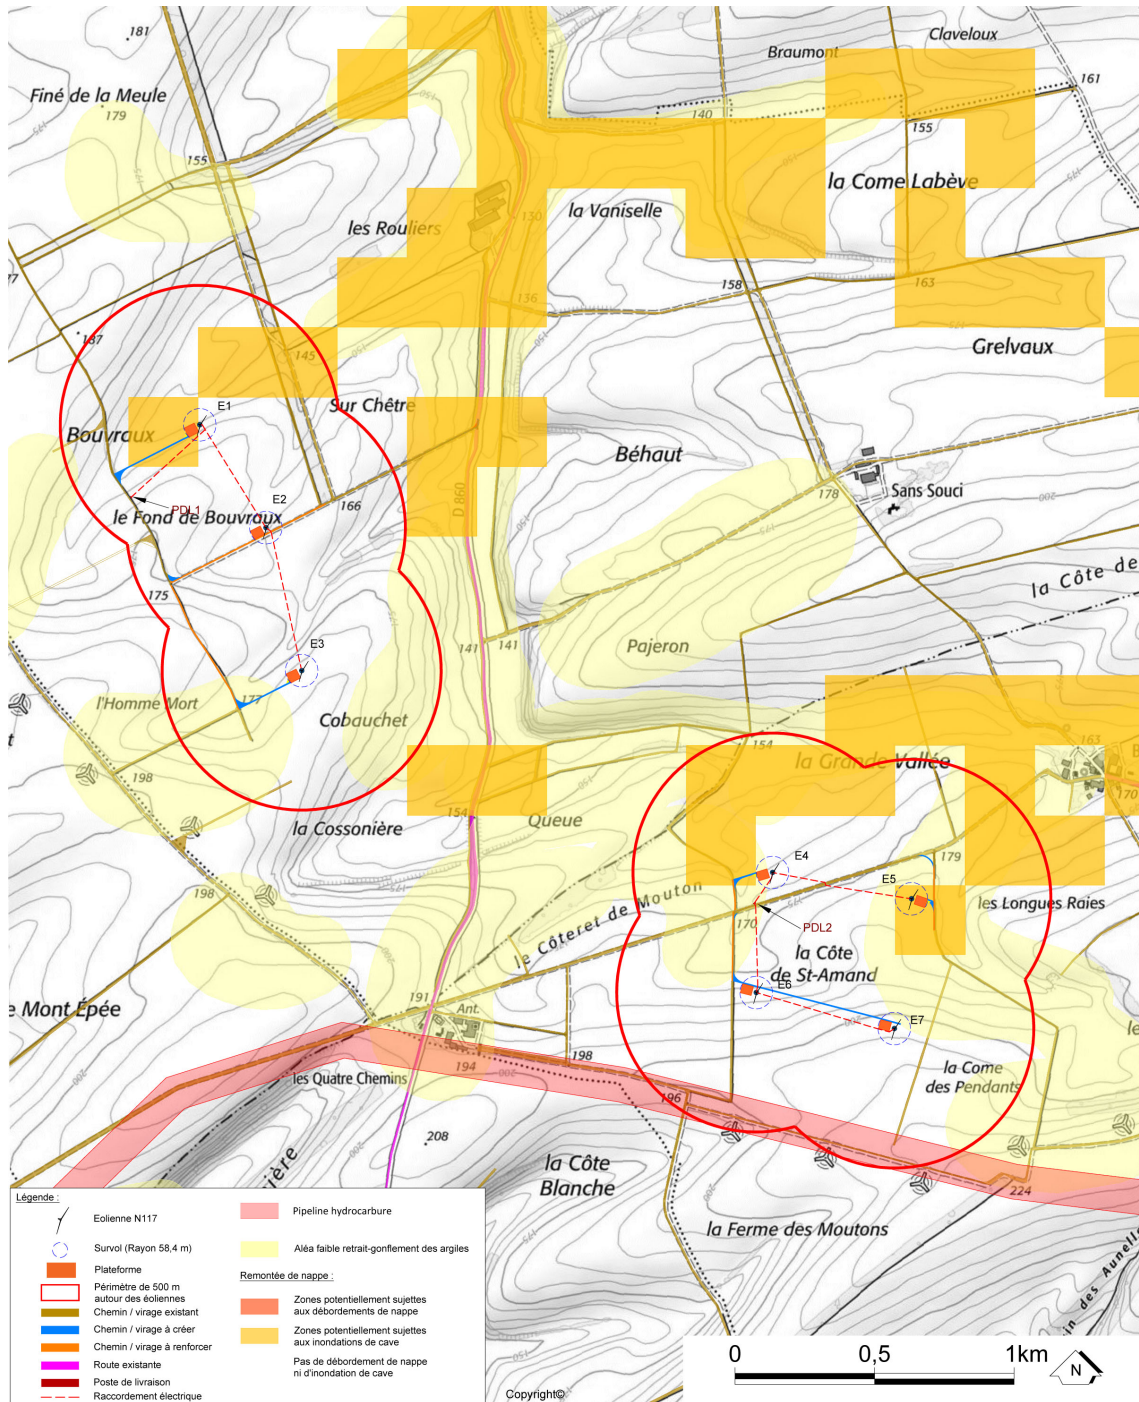 181
Finé de la Meule
179
Braumont
Claveloux
161
140
155
155
la Come Labève
les Rouliers
130
la Vaniselle
136
158
163
137
145
Grelvaux
Sur Chêtre
E1
Bouvraux
Béhaut
D 860
178
Sans Souci
200
E2
PDL1
166
le Fond de Bouvraux
175
la Côte de
141
141
Pajeron
E3
l'Homme Mort
177
Cobauchet
198
154
163
la Grande Vallée
154
Queue
170
la Cossonière
E4
179
E5
198
le Côteret de Mouton
170
PDL2
les Longues Raies
la Côte
de St-Amand
E6
E7
e Mont Épée
191
Ant.
194
198
les Quatre Chemins
la Come
des Pendants
196
208
ière
la Côte
Blanche
224
la Ferme des Moutons
in des Aunelle
Légende :
Eolienne N117
Survol (Rayon 58,4 m)
Plateforme
Périmètre de 500 m
autour des éoliennes
Chemin / virage existant
Chemin / virage à créer
Chemin / virage à renforcer
Route existante
Poste de livraison
Raccordement électrique
Pipeline hydrocarbure
Aléa faible retrait-gonflement des argiles
Remontée de nappe :
Zones potentiellement sujettes
aux débordements de nappe
Zones potentiellement sujettes
aux inondations de cave
Pas de débordement de nappe
ni d'inondation de cave
Copyright©
0 0,5 1km
N